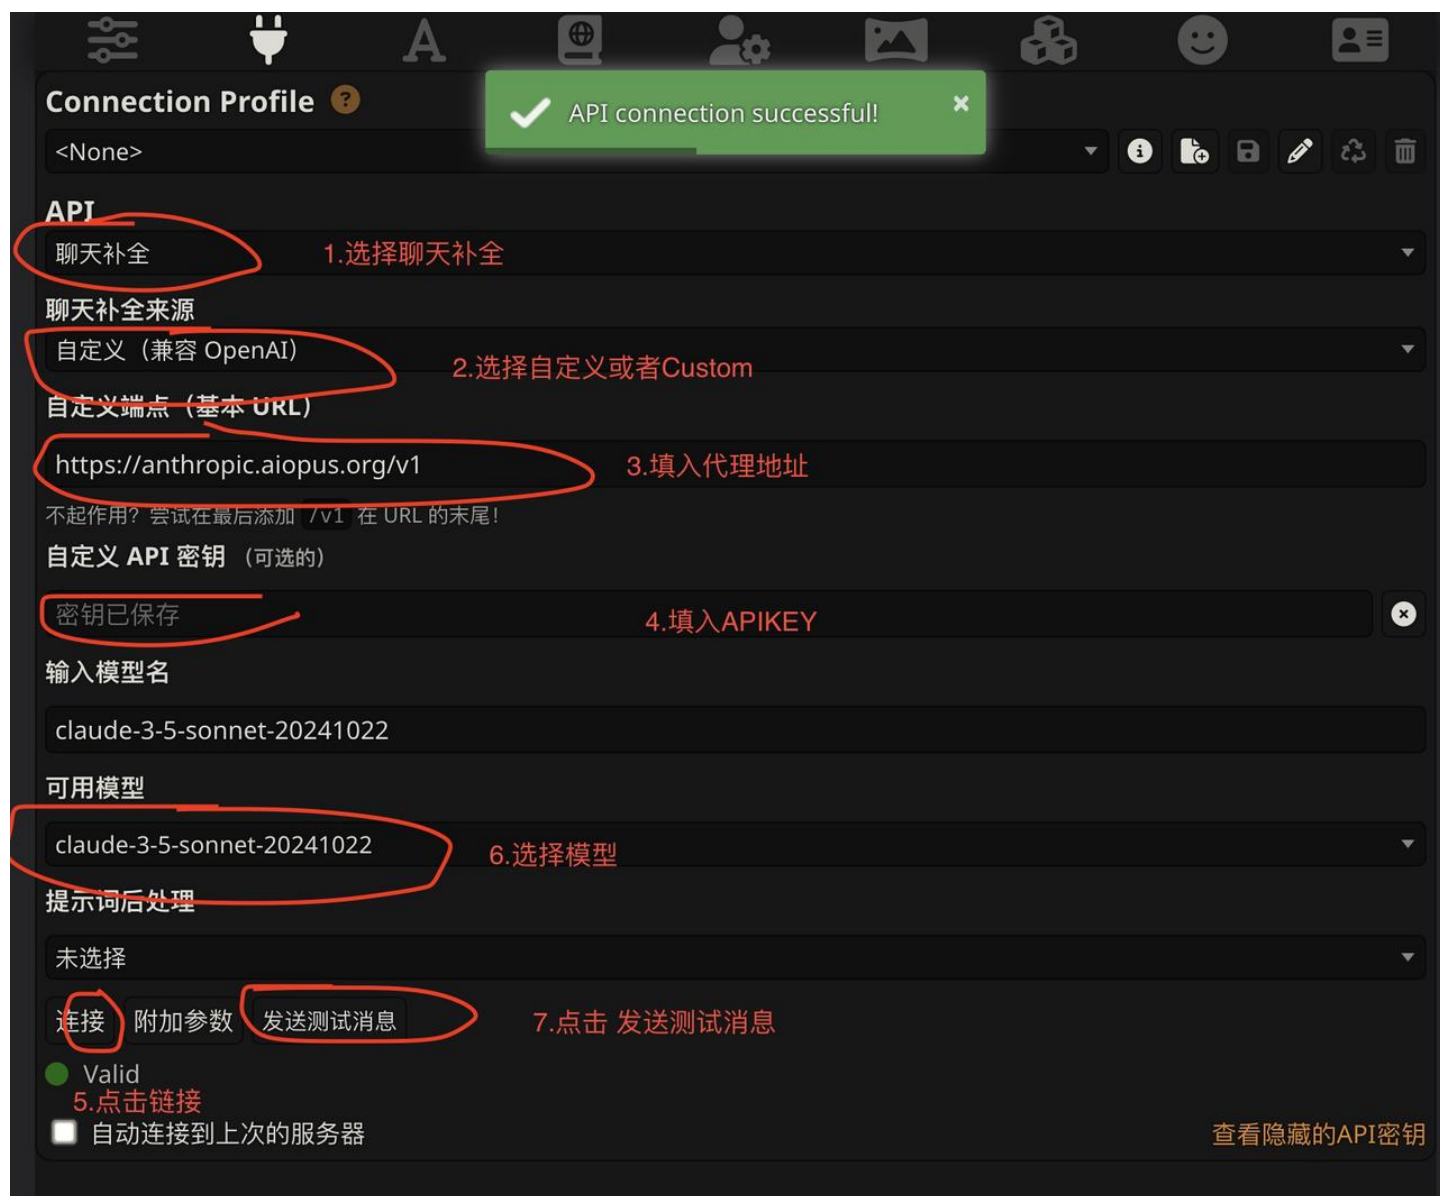 Connection Profile ?
API connection successful!
<None>
API
聊天补全
1.选择聊天补全
聊天补全来源
自定义（兼容 OpenAI）
2.选择自定义或者Custom
自定义端点（基本 URL）
https://anthropic.aiopus.org/v1
3.填入代理地址
不起作用？尝试在最后添加 /v1 在 URL 的末尾！
自定义 API 密钥 （可选的）
密钥已保存
4.填入APIKEY
输入模型名
claude-3-5-sonnet-20241022
可用模型
claude-3-5-sonnet-20241022
6.选择模型
提示词后处理
未选择
连接 附加参数 发送测试消息
7.点击 发送测试消息
Valid
5.点击链接
自动连接到上次的服务器
查看隐藏的API密钥